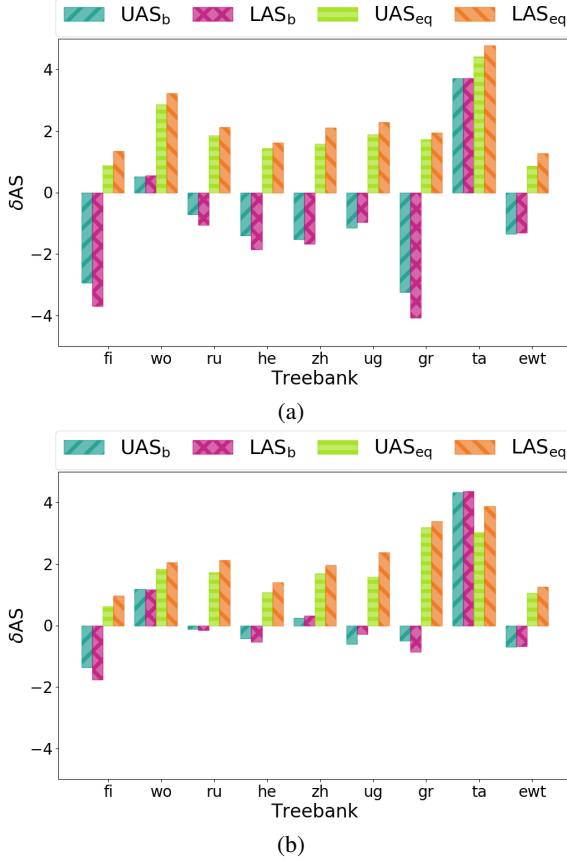 UAS_b LAS_b UAS_eq LAS_eq
4
2
0
−2
−4
δAS
fi wo ru he zh ug gr ta ewt
Treebank
(a)
UAS_b LAS_b UAS_eq LAS_eq
4
2
0
−2
−4
δAS
fi wo ru he zh ug gr ta ewt
Treebank
(b)